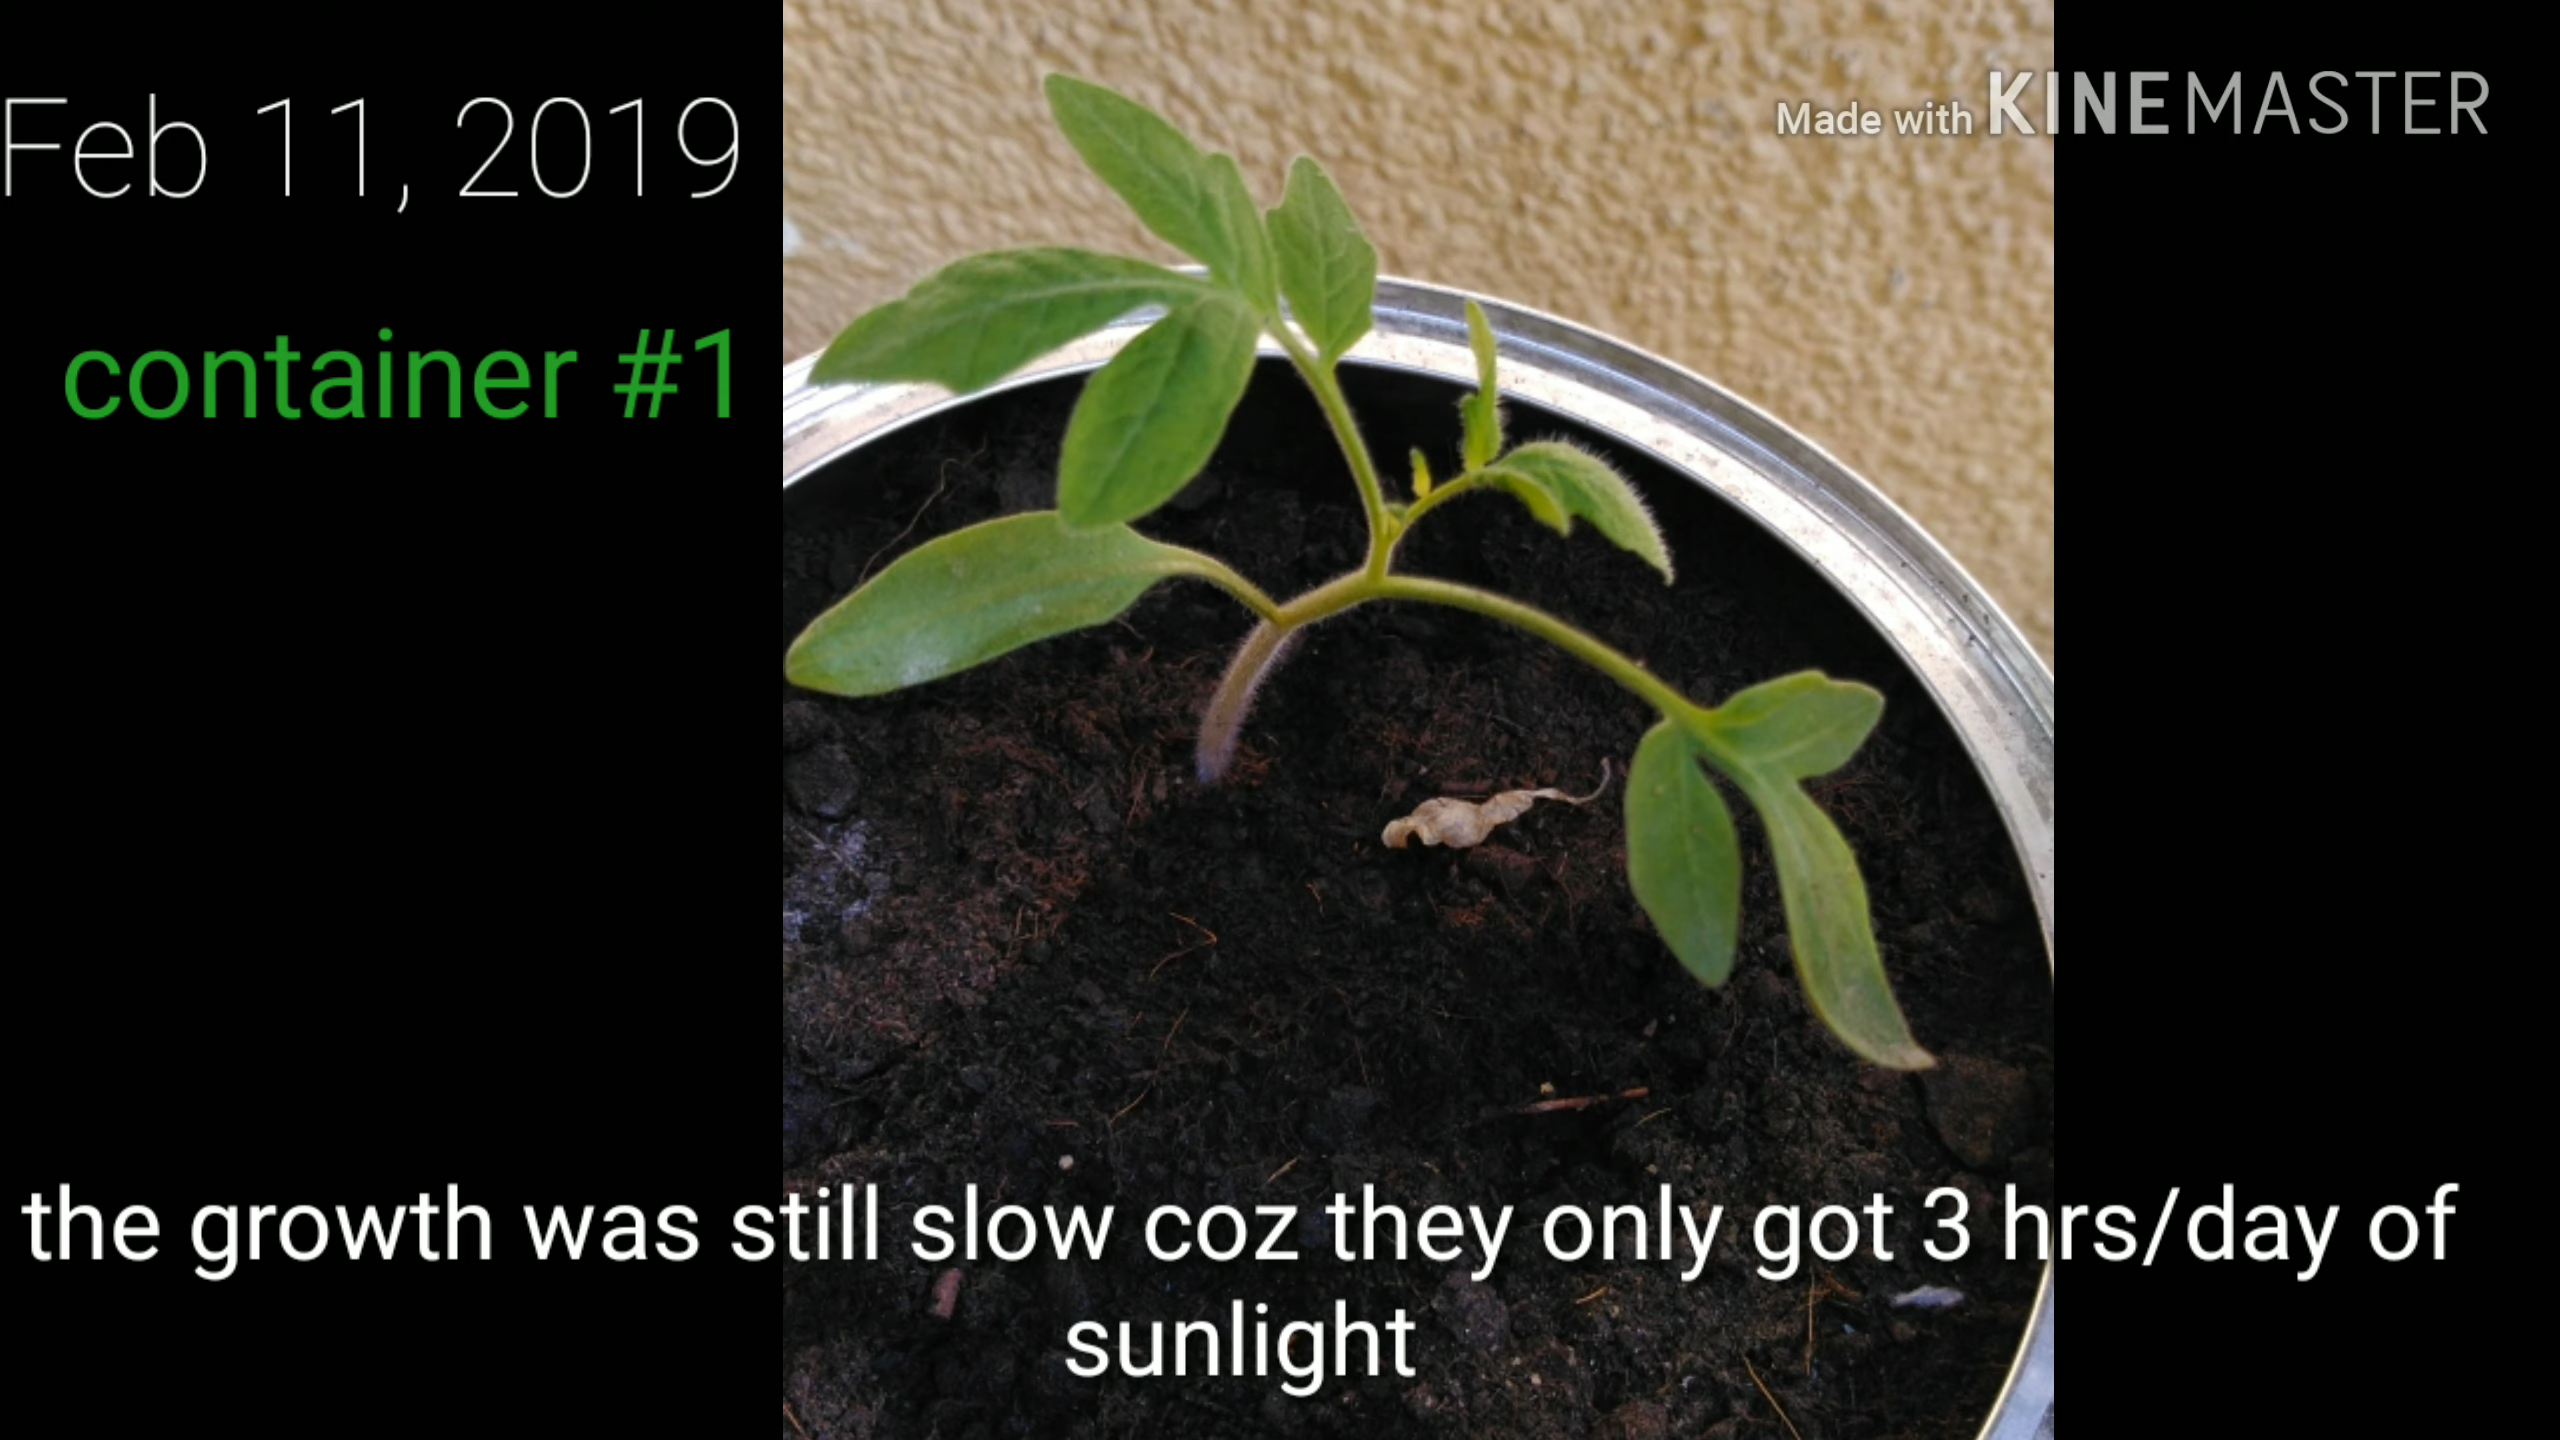 Feb 11, 2019
Made with KINEMASTER
container #1
the growth was still slow coz they only got 3 hrs/day of
sunlight